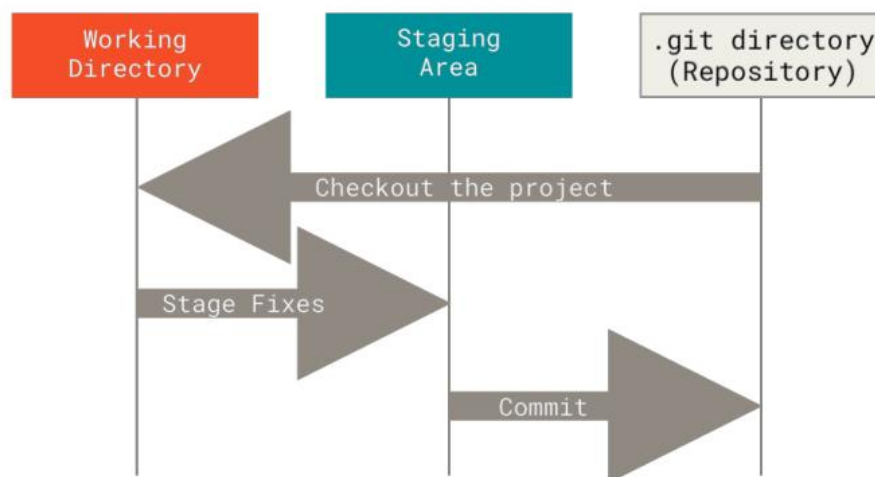 Working
Directory
Staging
Area
.git directory
(Repository)
Checkout the project
Stage Fixes
Commit